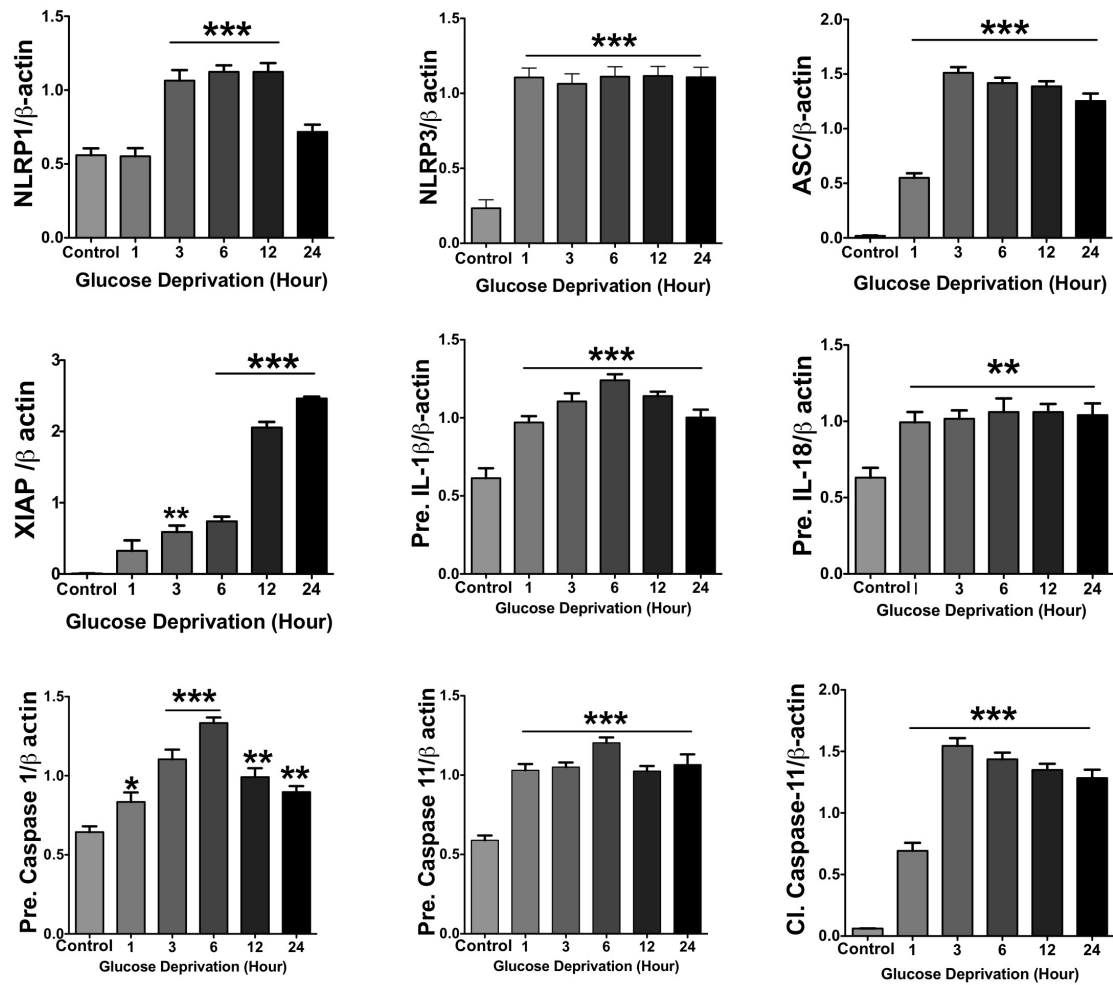 NLRP1/β-actin
1.5
1.0
0.5
0.0
***
Control 1 3 6 12 24
Glucose Deprivation (Hour)
NLRP3/β actin
1.5
1.0
0.5
0.0
***
Control 1 3 6 12 24
Glucose Deprivation (Hour)
ASC/β-actin
2.0
1.5
1.0
0.5
0.0
***
Control 1 3 6 12 24
Glucose Deprivation (Hour)
XIAP /β actin
3
2
1
0
**
***
Control 1 3 6 12 24
Glucose Deprivation (Hour)
Pre. IL-1β/β-actin
1.5
1.0
0.5
0.0
***
Control 1 3 6 12 24
Glucose Deprivation (Hour)
Pre. IL-18/β actin
1.5
1.0
0.5
0.0
**
Control | 3 6 12 24
Glucose Deprivation (Hour)
Pre. Caspase 1/β actin
1.5
1.0
0.5
0.0
*
***
**
**
Control 1 3 6 12 24
Glucose Deprivation (Hour)
Pre. Caspase 11/β actin
1.5
1.0
0.5
0.0
***
Control 1 3 6 12 24
Glucose Deprivation (Hour)
Cl. Caspase-11/β-actin
2.0
1.5
1.0
0.5
0.0
***
Control 1 3 6 12 24
Glucose Deprivation (Hour)